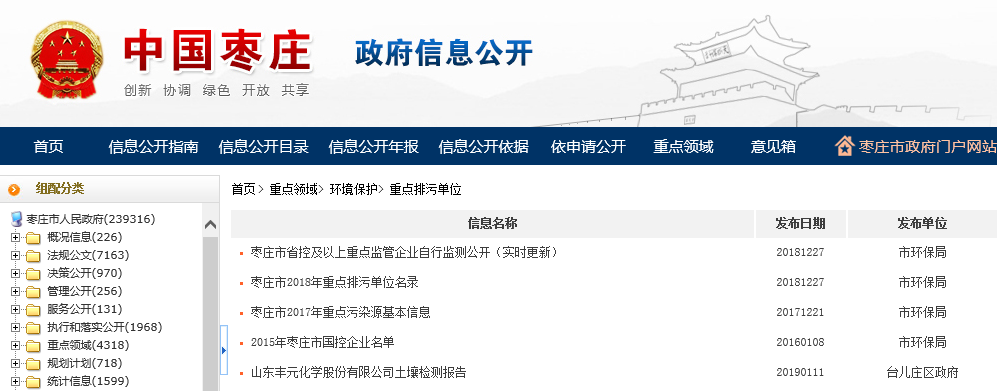 中国枣庄
政府信息公开
创新 协调 绿色 开放 共享
首页 信息公开指南 信息公开目录 信息公开年报 信息公开依据 依申请公开 重点领域 意见箱 枣庄市政府门户网站
组配分类
枣庄市人民政府(239316)
概况信息(226)
法规公文(7163)
决策公开(970)
管理公开(256)
服务公开(131)
执行和落实公开(1968)
重点领域(4318)
规划计划(718)
统计信息(1599)
首页> 重点领域> 环境保护> 重点排污单位
信息名称 发布日期 发布单位
枣庄市省控及以上重点监管企业自行监测公开（实时更新） 20181227 市环保局
枣庄市2018年重点排污单位名录 20181227 市环保局
枣庄市2017年重点污染源基本信息 20171221 市环保局
2015年枣庄市国控企业名单 20160108 市环保局
山东丰元化学股份有限公司土壤检测报告 20190111 台儿庄区政府